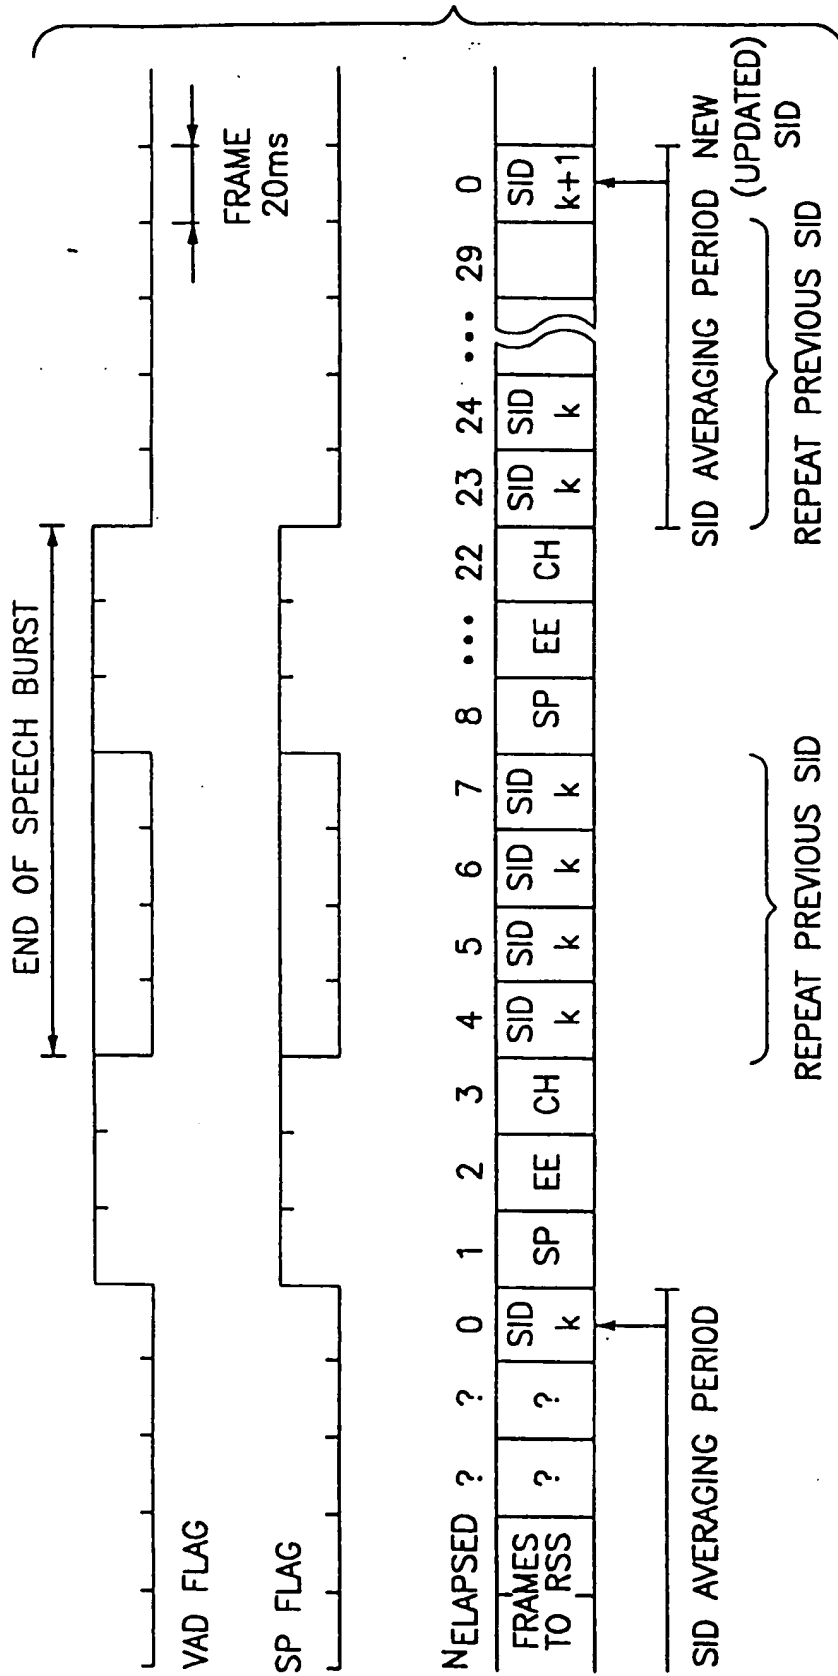 END OF SPEECH BURST
VAD FLAG
FRAME
20ms
SP FLAG
NELAPSED ? ? 0 1 2 3 4 5 6 7 8 ••• 22 23 24 ••• 29 0
FRAMES TO RSS ? ? SID k SP EE CH SID k SID k SID k SID k SP EE CH SID k SID k SID k+1
SID AVERAGING PERIOD
SID AVERAGING PERIOD
NEW
(UPDATED)
SID
REPEAT PREVIOUS SID
REPEAT PREVIOUS SID